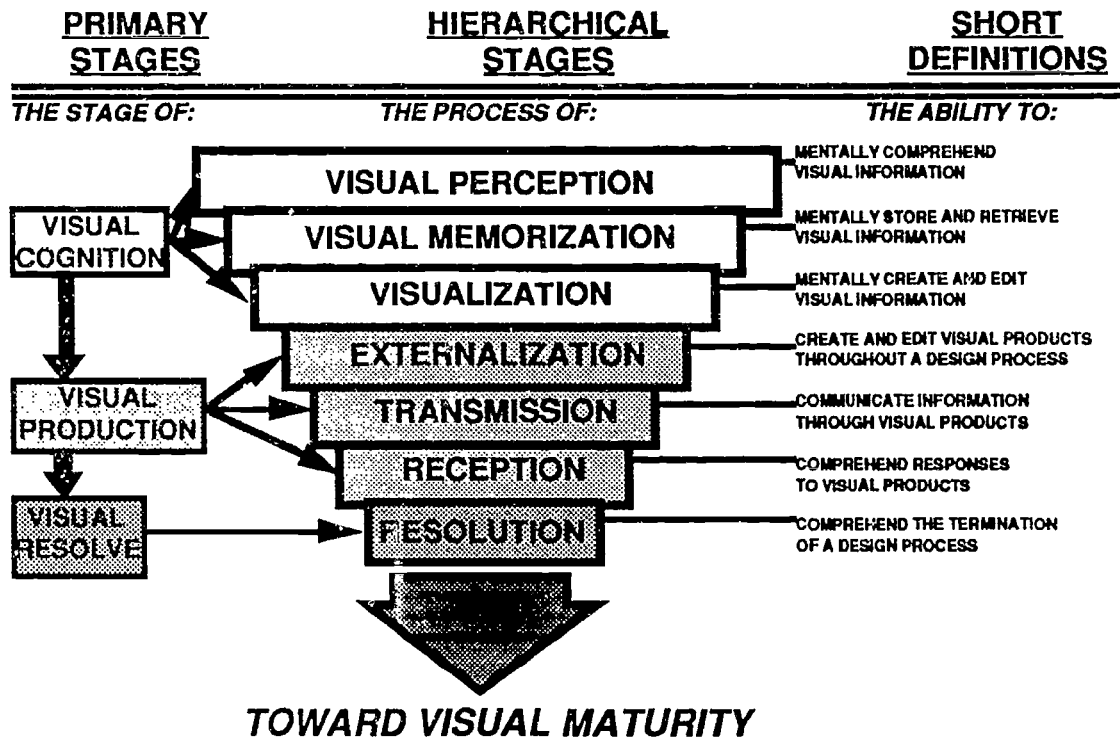 PRIMARY STAGES
HIERARCHICAL STAGES
SHORT DEFINITIONS
THE STAGE OF:
THE PROCESS OF:
THE ABILITY TO:
VISUAL PERCEPTION
MENTALLY COMPREHEND
VISUAL INFORMATION
VISUAL
COGNITION
VISUAL MEMORIZATION
MENTALLY STORE AND RETRIEVE
VISUAL INFORMATION
VISUALIZATION
MENTALLY CREATE AND EDIT
VISUAL INFORMATION
EXTERNALIZATION
CREATE AND EDIT VISUAL PRODUCTS
THROUGHOUT A DESIGN PROCESS
VISUAL
PRODUCTION
TRANSMISSION
COMMUNICATE INFORMATION
THROUGH VISUAL PRODUCTS
RECEPTION
COMPREHEND RESPONSES
TO VISUAL PRODUCTS
VISUAL
RESOLVE
FESOLUTION
COMPREHEND THE TERMINATION
OF A DESIGN PROCESS
TOWARD VISUAL MATURITY